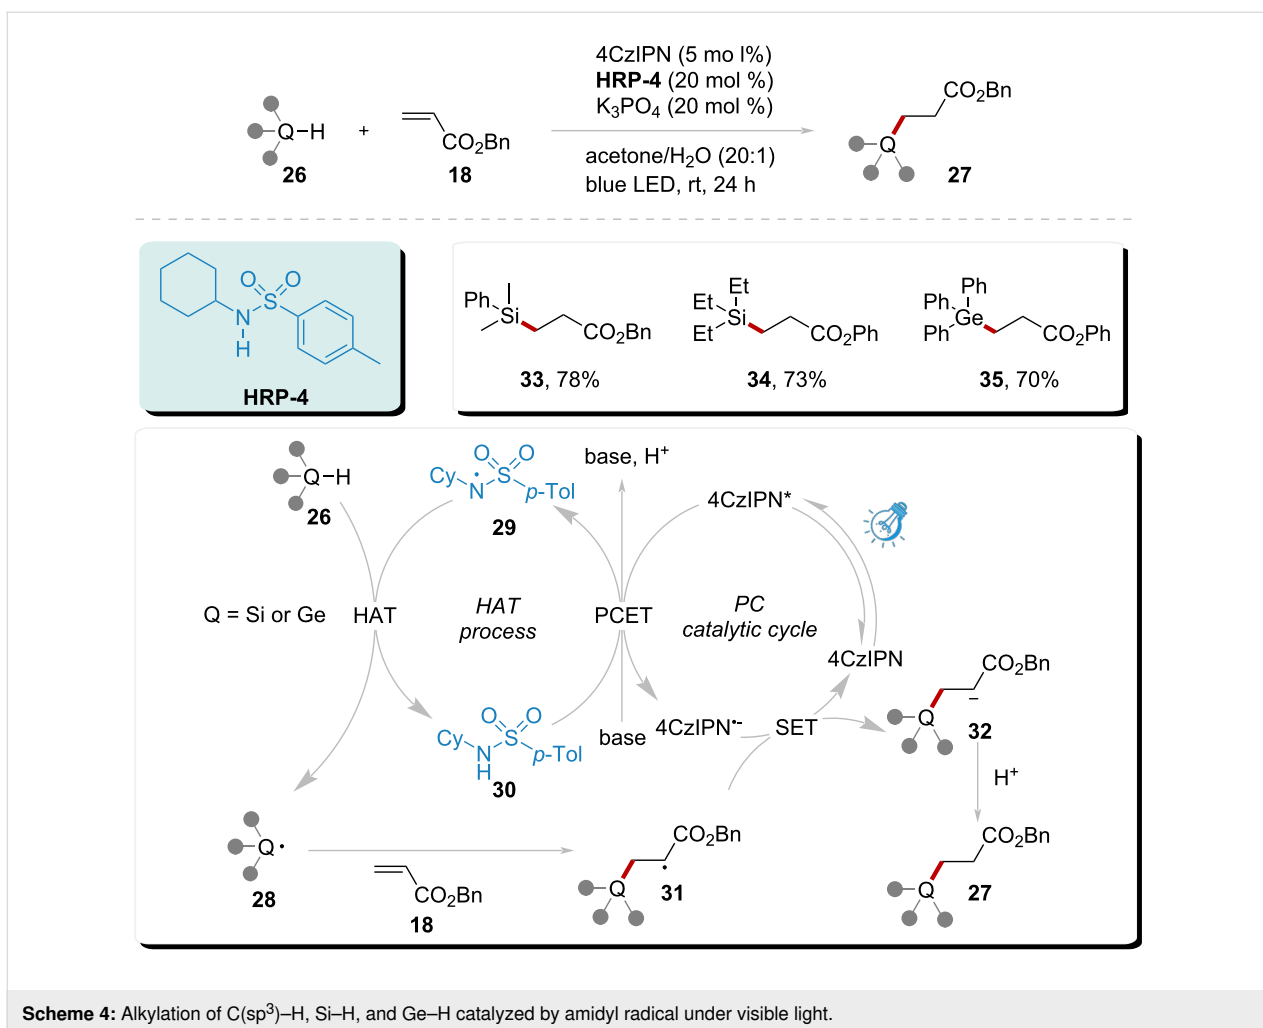 4CzIPN (5 mo l%)
HRP-4 (20 mol %)
K3PO4 (20 mol %)
Q–H
26
+
CO2Bn
18
acetone/H2O (20:1)
blue LED, rt, 24 h
CO2Bn
Q
27
O O
S
N
H
HRP-4
Ph
Si
CO2Bn
33, 78%
Et
Et
Si
Et
CO2Ph
34, 73%
Ph
Ph
Ge
Ph
CO2Ph
35, 70%
Q–H
26
O O
Cy
N
S
p-Tol
29
base, H+
4CzIPN*
Q = Si or Ge
HAT
HAT
process
PCET
PC
catalytic cycle
4CzIPN
O O
Cy
N
H
S
p-Tol
30
base
4CzIPN•-
SET
CO2Bn
–
Q
32
H+
Q•
28
CO2Bn
18
CO2Bn
•
Q
31
CO2Bn
Q
27
Scheme 4: Alkylation of C(sp3)–H, Si–H, and Ge–H catalyzed by amidyl radical under visible light.